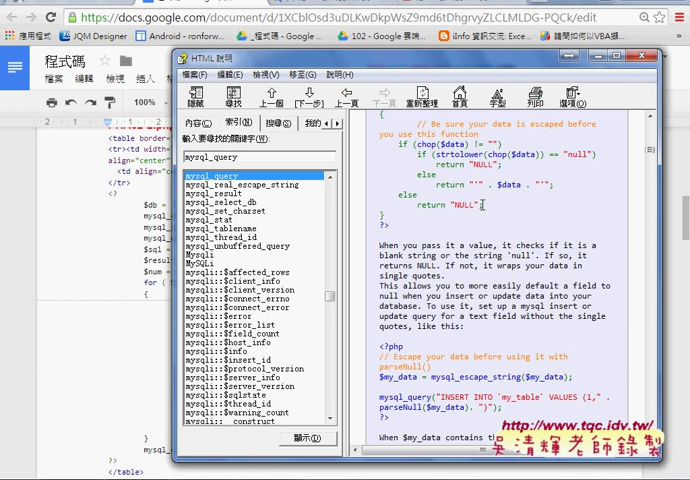 https://docs.google.com/document/d/1XCblOsd3uDLKwDkpWsZ9md6tDhgrvyZLCLMLDG-PQCk/edit
應用程式
JQM Designer
Android - ronforw...
_程式碼 - Google
102 - Google 雲端...
iInfo 資訊交流: Exce...
請問如何以VBA擷...
程式碼
檔案 編輯 檢視 插入
100%
<table border=
<tr><td width=
align="center"
<td align=
</tr>
<?
$db =
mysql_
mysql_
$sql =
$result
$num =
for (
{
}
mysql_
?>
</table>
HTML 說明
檔案(F) 編輯(E) 檢視(V) 移至(G) 說明(H)
隱藏 尋找 上一個 [下一步] 上一頁 下一頁 重新整理 首頁 字型 列印 選項(O)
內容(C) 索引(N) 搜尋(S) 我的
輸入要尋找的關鍵字(W):
mysql_query
mysql_query
mysql_real_escape_string
mysql_result
mysql_select_db
mysql_set_charset
mysql_stat
mysql_tablename
mysql_thread_id
mysql_unbuffered_query
Mysqli
MySQLi
mysqli::$affected_rows
mysqli::$client_info
mysqli::$client_version
mysqli::$connect_errno
mysqli::$connect_error
mysqli::$error
mysqli::$error_list
mysqli::$field_count
mysqli::$host_info
mysqli::$info
mysqli::$insert_id
mysqli::$protocol_version
mysqli::$server_info
mysqli::$server_version
mysqli::$sqlstate
mysqli::$thread_id
mysqli::$warning_count
mysqli::__construct
顯示(D)
{
// Be sure your data is escaped before
you use this function
if (chop($data) != "")
if (strtolower(chop($data)) == "null")
return "NULL";
else
return "'" . $data . "'";
else
return "NULL";
}
?>
When you pass it a value, it checks if it is a
blank string or the string 'null'. If so, it
returns NULL. If not, it wraps your data in
single quotes.
This allows you to more easily default a field to
null when you insert or update data into your
database. To use it, set up a mysql insert or
update query for a text field without the single
quotes, like this:
<?php
// Escape your data before using it with
parseNull()
$my_data = mysql_escape_string($my_data);
mysql_query("INSERT INTO `my_table` VALUES (1," .
parseNull($my_data). ")");
?>
When $my_data contains th
http://www.tqc.idv.tw/
吳清輝老師錄製